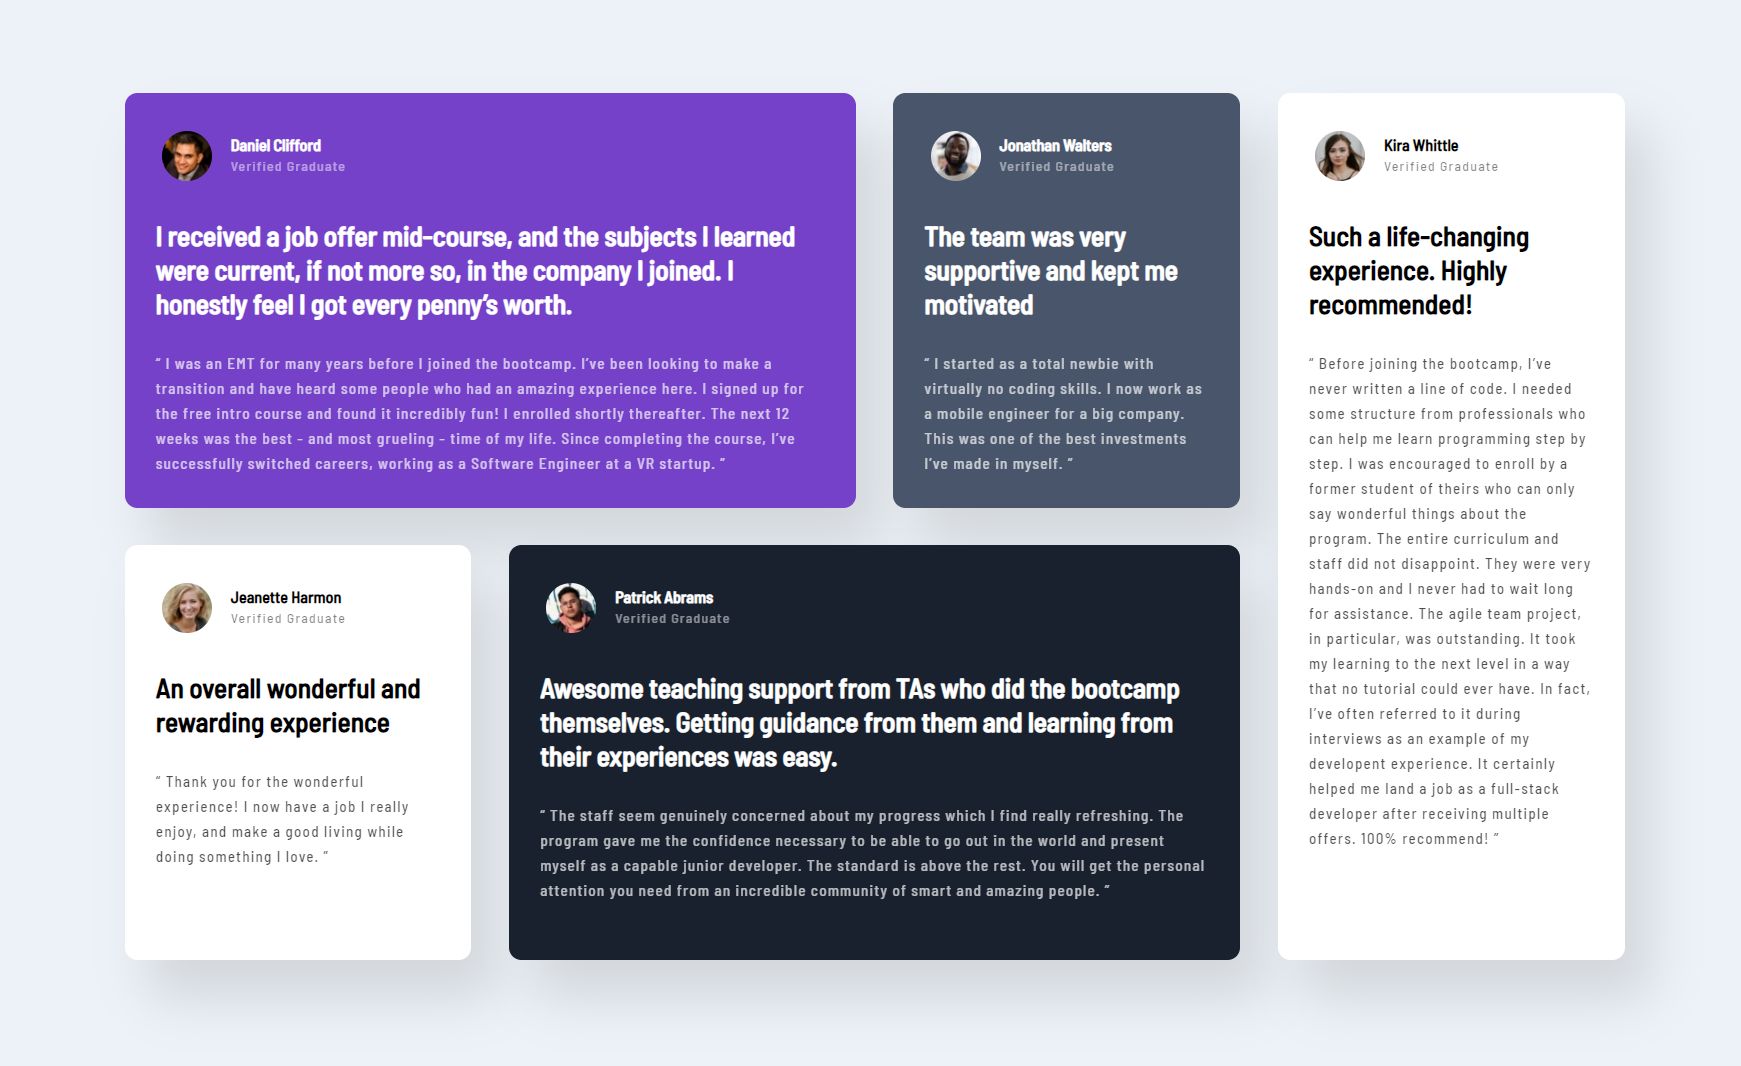 Daniel Clifford
Verified Graduate
I received a job offer mid-course, and the subjects I learned
were current, if not more so, in the company I joined. I
honestly feel I got every penny’s worth.
“ I was an EMT for many years before I joined the bootcamp. I’ve been looking to make a
transition and have heard some people who had an amazing experience here. I signed up for
the free intro course and found it incredibly fun! I enrolled shortly thereafter. The next 12
weeks was the best - and most grueling - time of my life. Since completing the course, I’ve
successfully switched careers, working as a Software Engineer at a VR startup. ”
Jonathan Walters
Verified Graduate
The team was very
supportive and kept me
motivated
“ I started as a total newbie with
virtually no coding skills. I now work as
a mobile engineer for a big company.
This was one of the best investments
I’ve made in myself. ”
Kira Whittle
Verified Graduate
Such a life-changing
experience. Highly
recommended!
“ Before joining the bootcamp, I’ve
never written a line of code. I needed
some structure from professionals who
can help me learn programming step by
step. I was encouraged to enroll by a
former student of theirs who can only
say wonderful things about the
program. The entire curriculum and
staff did not disappoint. They were very
hands-on and I never had to wait long
for assistance. The agile team project,
in particular, was outstanding. It took
my learning to the next level in a way
that no tutorial could ever have. In fact,
I’ve often referred to it during
interviews as an example of my
developent experience. It certainly
helped me land a job as a full-stack
developer after receiving multiple
offers. 100% recommend! ”
Jeanette Harmon
Verified Graduate
An overall wonderful and
rewarding experience
“ Thank you for the wonderful
experience! I now have a job I really
enjoy, and make a good living while
doing something I love. ”
Patrick Abrams
Verified Graduate
Awesome teaching support from TAs who did the bootcamp
themselves. Getting guidance from them and learning from
their experiences was easy.
“ The staff seem genuinely concerned about my progress which I find really refreshing. The
program gave me the confidence necessary to be able to go out in the world and present
myself as a capable junior developer. The standard is above the rest. You will get the personal
attention you need from an incredible community of smart and amazing people. ”